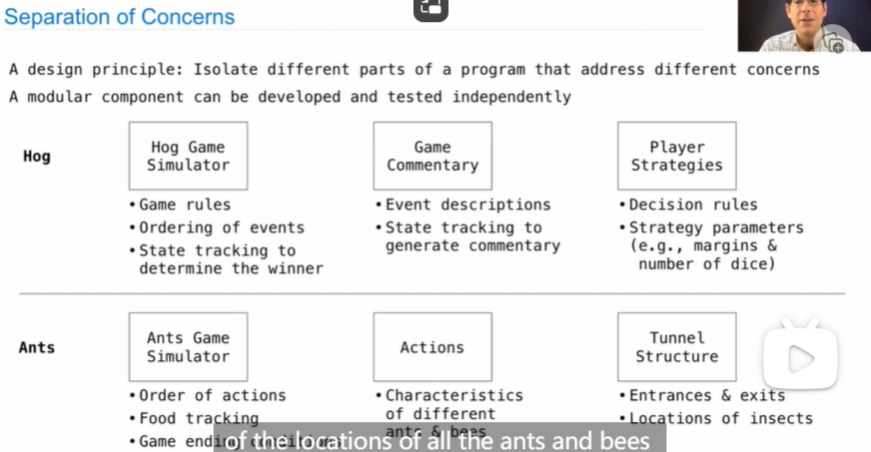 Separation of Concerns
A design principle: Isolate different parts of a program that address different concerns
A modular component can be developed and tested independently
Hog
Hog Game
Simulator
• Game rules
• Ordering of events
• State tracking to
determine the winner
Game
Commentary
• Event descriptions
• State tracking to
generate commentary
Player
Strategies
• Decision rules
• Strategy parameters
(e.g., margins &
number of dice)
Ants
Ants Game
Simulator
• Order of actions
• Food tracking
• Game ending
Actions
• Characteristics
of different
ants & bees
Tunnel
Structure
• Entrances & exits
• Locations of insects
of the locations of all the ants and bees